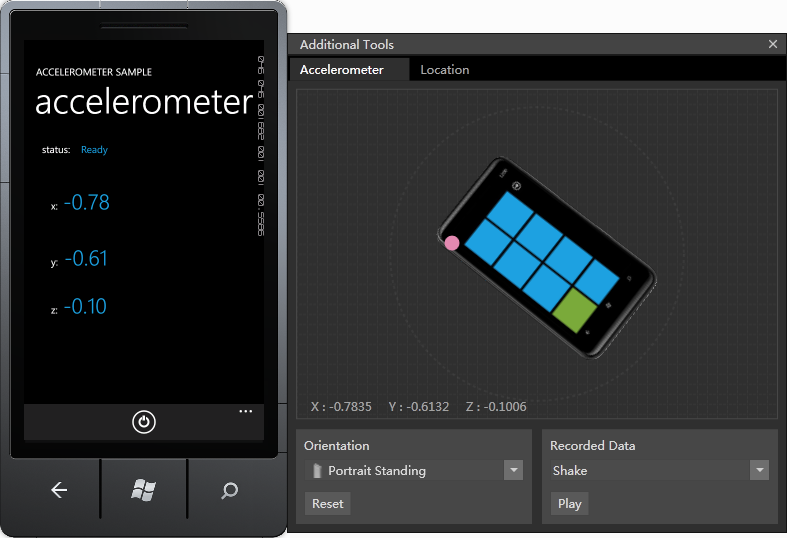 ACCELEROMETER SAMPLE
accelerometer
status: Ready
x: -0.78
y: -0.61
z: -0.10
Additional Tools
Accelerometer Location
X : -0.7835 Y : -0.6132 Z : -0.1006
Orientation
Portrait Standing
Reset
Recorded Data
Shake
Play